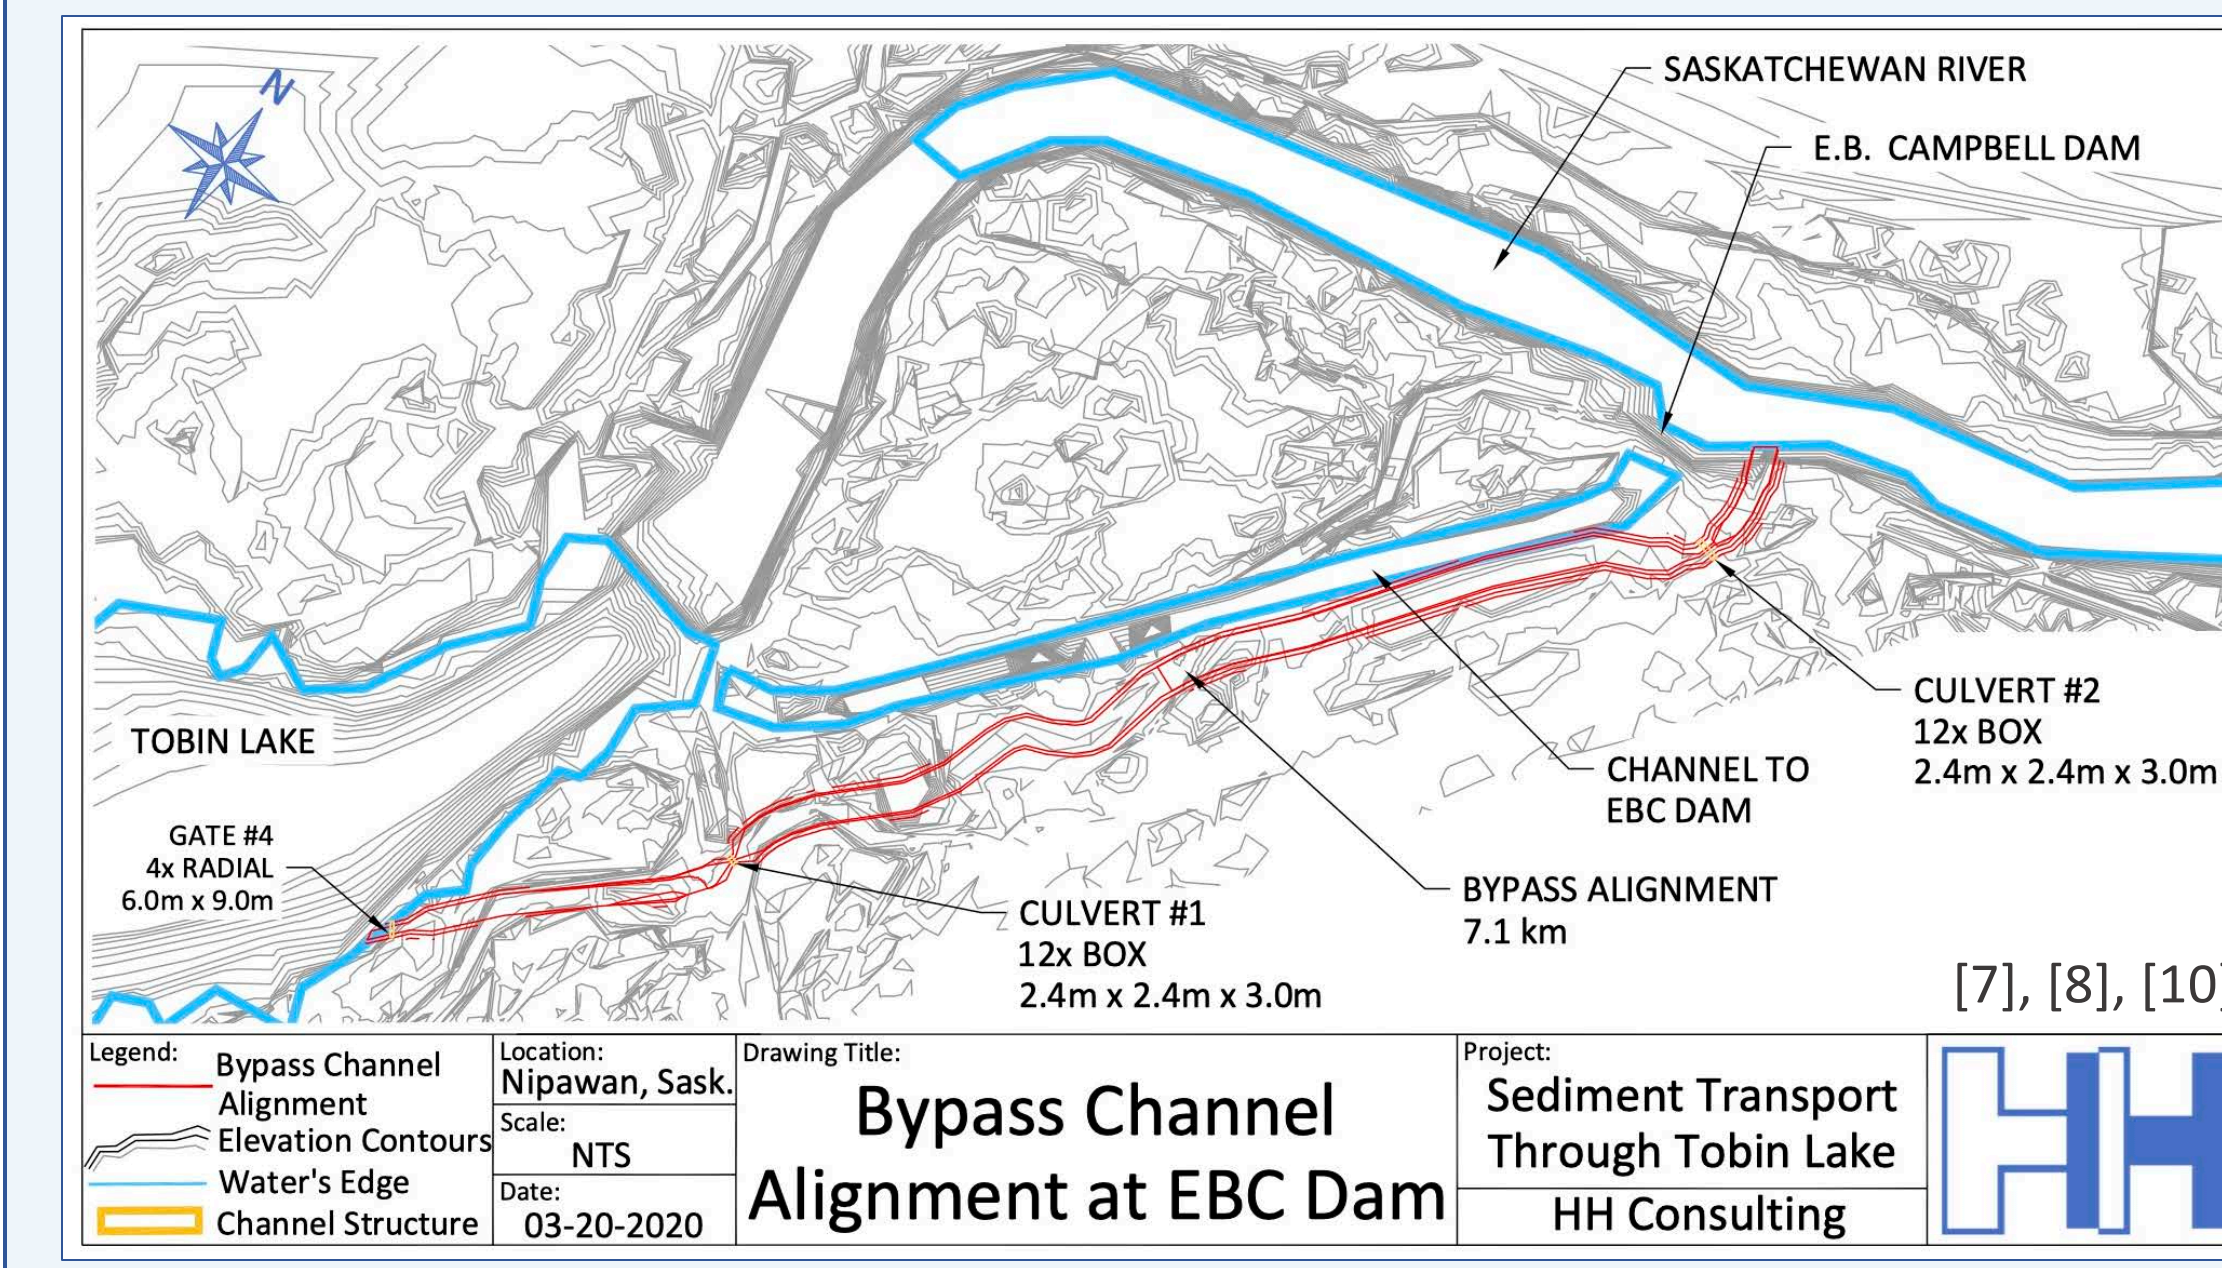 N
SASKATCHEWAN RIVER
E.B. CAMPBELL DAM
TOBIN LAKE
GATE #4
4x RADIAL
6.0m x 9.0m
CULVERT #2
12x BOX
2.4m x 2.4m x 3.0m
CHANNEL TO
EBC DAM
BYPASS ALIGNMENT
7.1 km
CULVERT #1
12x BOX
2.4m x 2.4m x 3.0m
[7], [8], [10]
Legend:
Bypass Channel
Alignment
Elevation Contours
Water's Edge
Channel Structure
Location:
Nipawan, Sask.
Scale:
NTS
Date:
03-20-2020
Drawing Title:
Bypass Channel
Alignment at EBC Dam
Project:
Sediment Transport
Through Tobin Lake
HH Consulting
HH